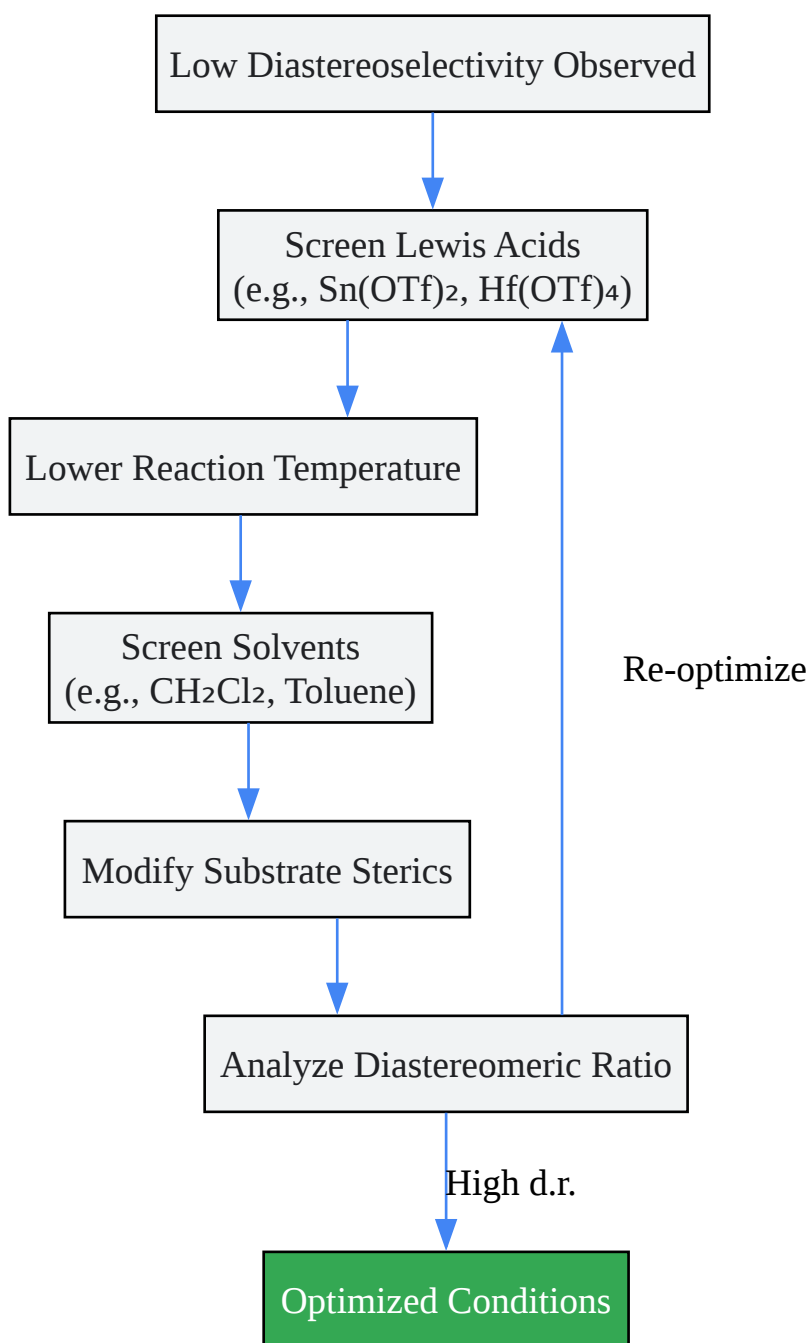 Low Diastereoselectivity Observed
Screen Lewis Acids
(e.g., Sn(OTf)₂, Hf(OTf)₄)
Lower Reaction Temperature
Screen Solvents
(e.g., CH₂Cl₂, Toluene)
Re-optimize
Modify Substrate Sterics
Analyze Diastereomeric Ratio
High d.r.
Optimized Conditions